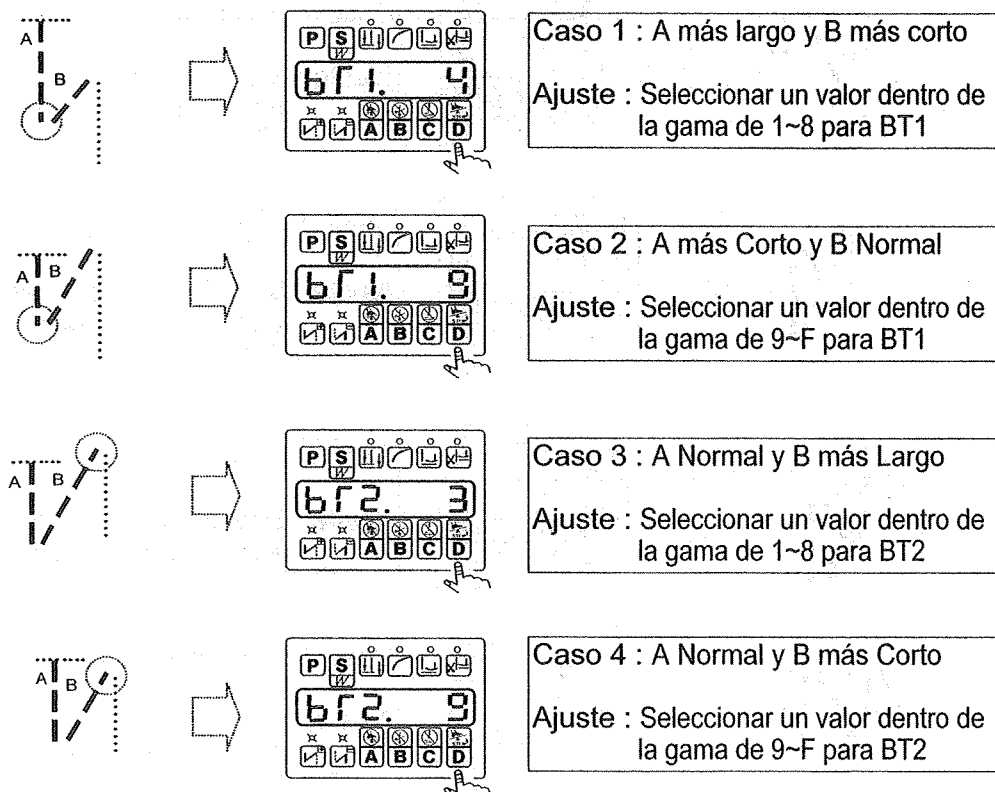 A
B
P S
W
bT1. 4
A B C D
Caso 1 : A más largo y B más corto
Ajuste : Seleccionar un valor dentro de
la gama de 1~8 para BT1
A B
P S
W
bT1. 9
A B C D
Caso 2 : A más Corto y B Normal
Ajuste : Seleccionar un valor dentro de
la gama de 9~F para BT1
A B
P S
W
bT2. 3
A B C D
Caso 3 : A Normal y B más Largo
Ajuste : Seleccionar un valor dentro de
la gama de 1~8 para BT2
A B
P S
W
bT2. 9
A B C D
Caso 4 : A Normal y B más Corto
Ajuste : Seleccionar un valor dentro de
la gama de 9~F para BT2